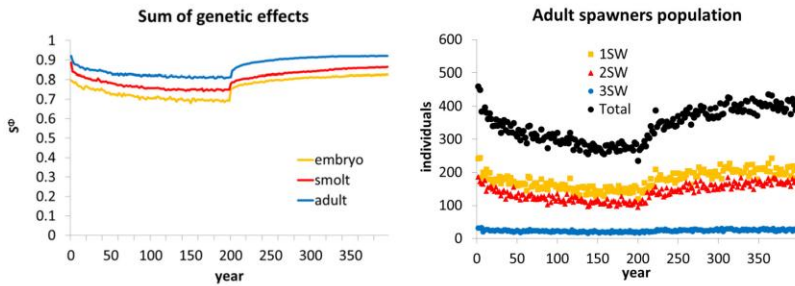 Sum of genetic effects
1
0.9
0.8
0.7
0.6
0.5
0.4
0.3
0.2
0.1
0
S^Φ
embryo
smolt
adult
0 50 100 150 200 250 300 350
year
Adult spawners population
600
500
400
300
200
100
0
individuals
1SW
2SW
3SW
Total
0 50 100 150 200 250 300 350
year